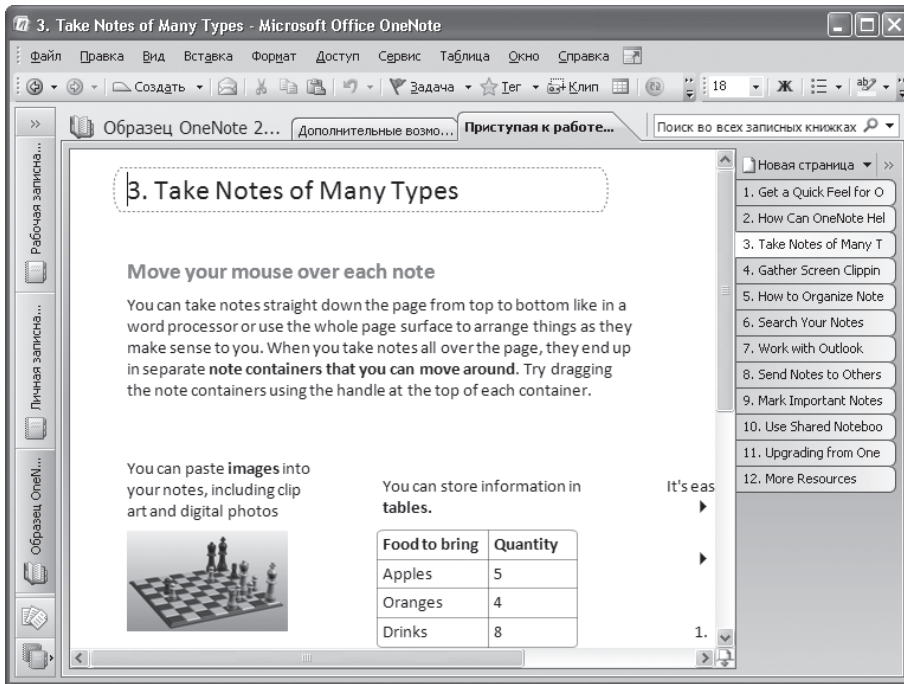 3. Take Notes of Many Types - Microsoft Office OneNote
Файл Правка Вид Вставка Формат Доступ Сервис Таблица Окно Справка
Создать Задача Тег Клип 18 Ж
Образец OneNote 2... Дополнительные возмо... Приступая к работе... Поиск во всех записных книжках
Рабочая записна...
Личная записна...
Образец OneN...
3. Take Notes of Many Types
Move your mouse over each note
You can take notes straight down the page from top to bottom like in a
word processor or use the whole page surface to arrange things as they
make sense to you. When you take notes all over the page, they end up
in separate note containers that you can move around. Try dragging
the note containers using the handle at the top of each container.
You can paste images into
your notes, including clip
art and digital photos
You can store information in
tables.
Food to bring Quantity
Apples 5
Oranges 4
Drinks 8
It's eas
1.
Новая страница
1. Get a Quick Feel for O
2. How Can OneNote Hel
3. Take Notes of Many T
4. Gather Screen Clippin
5. How to Organize Note
6. Search Your Notes
7. Work with Outlook
8. Send Notes to Others
9. Mark Important Notes
10. Use Shared Noteboo
11. Upgrading from One
12. More Resources